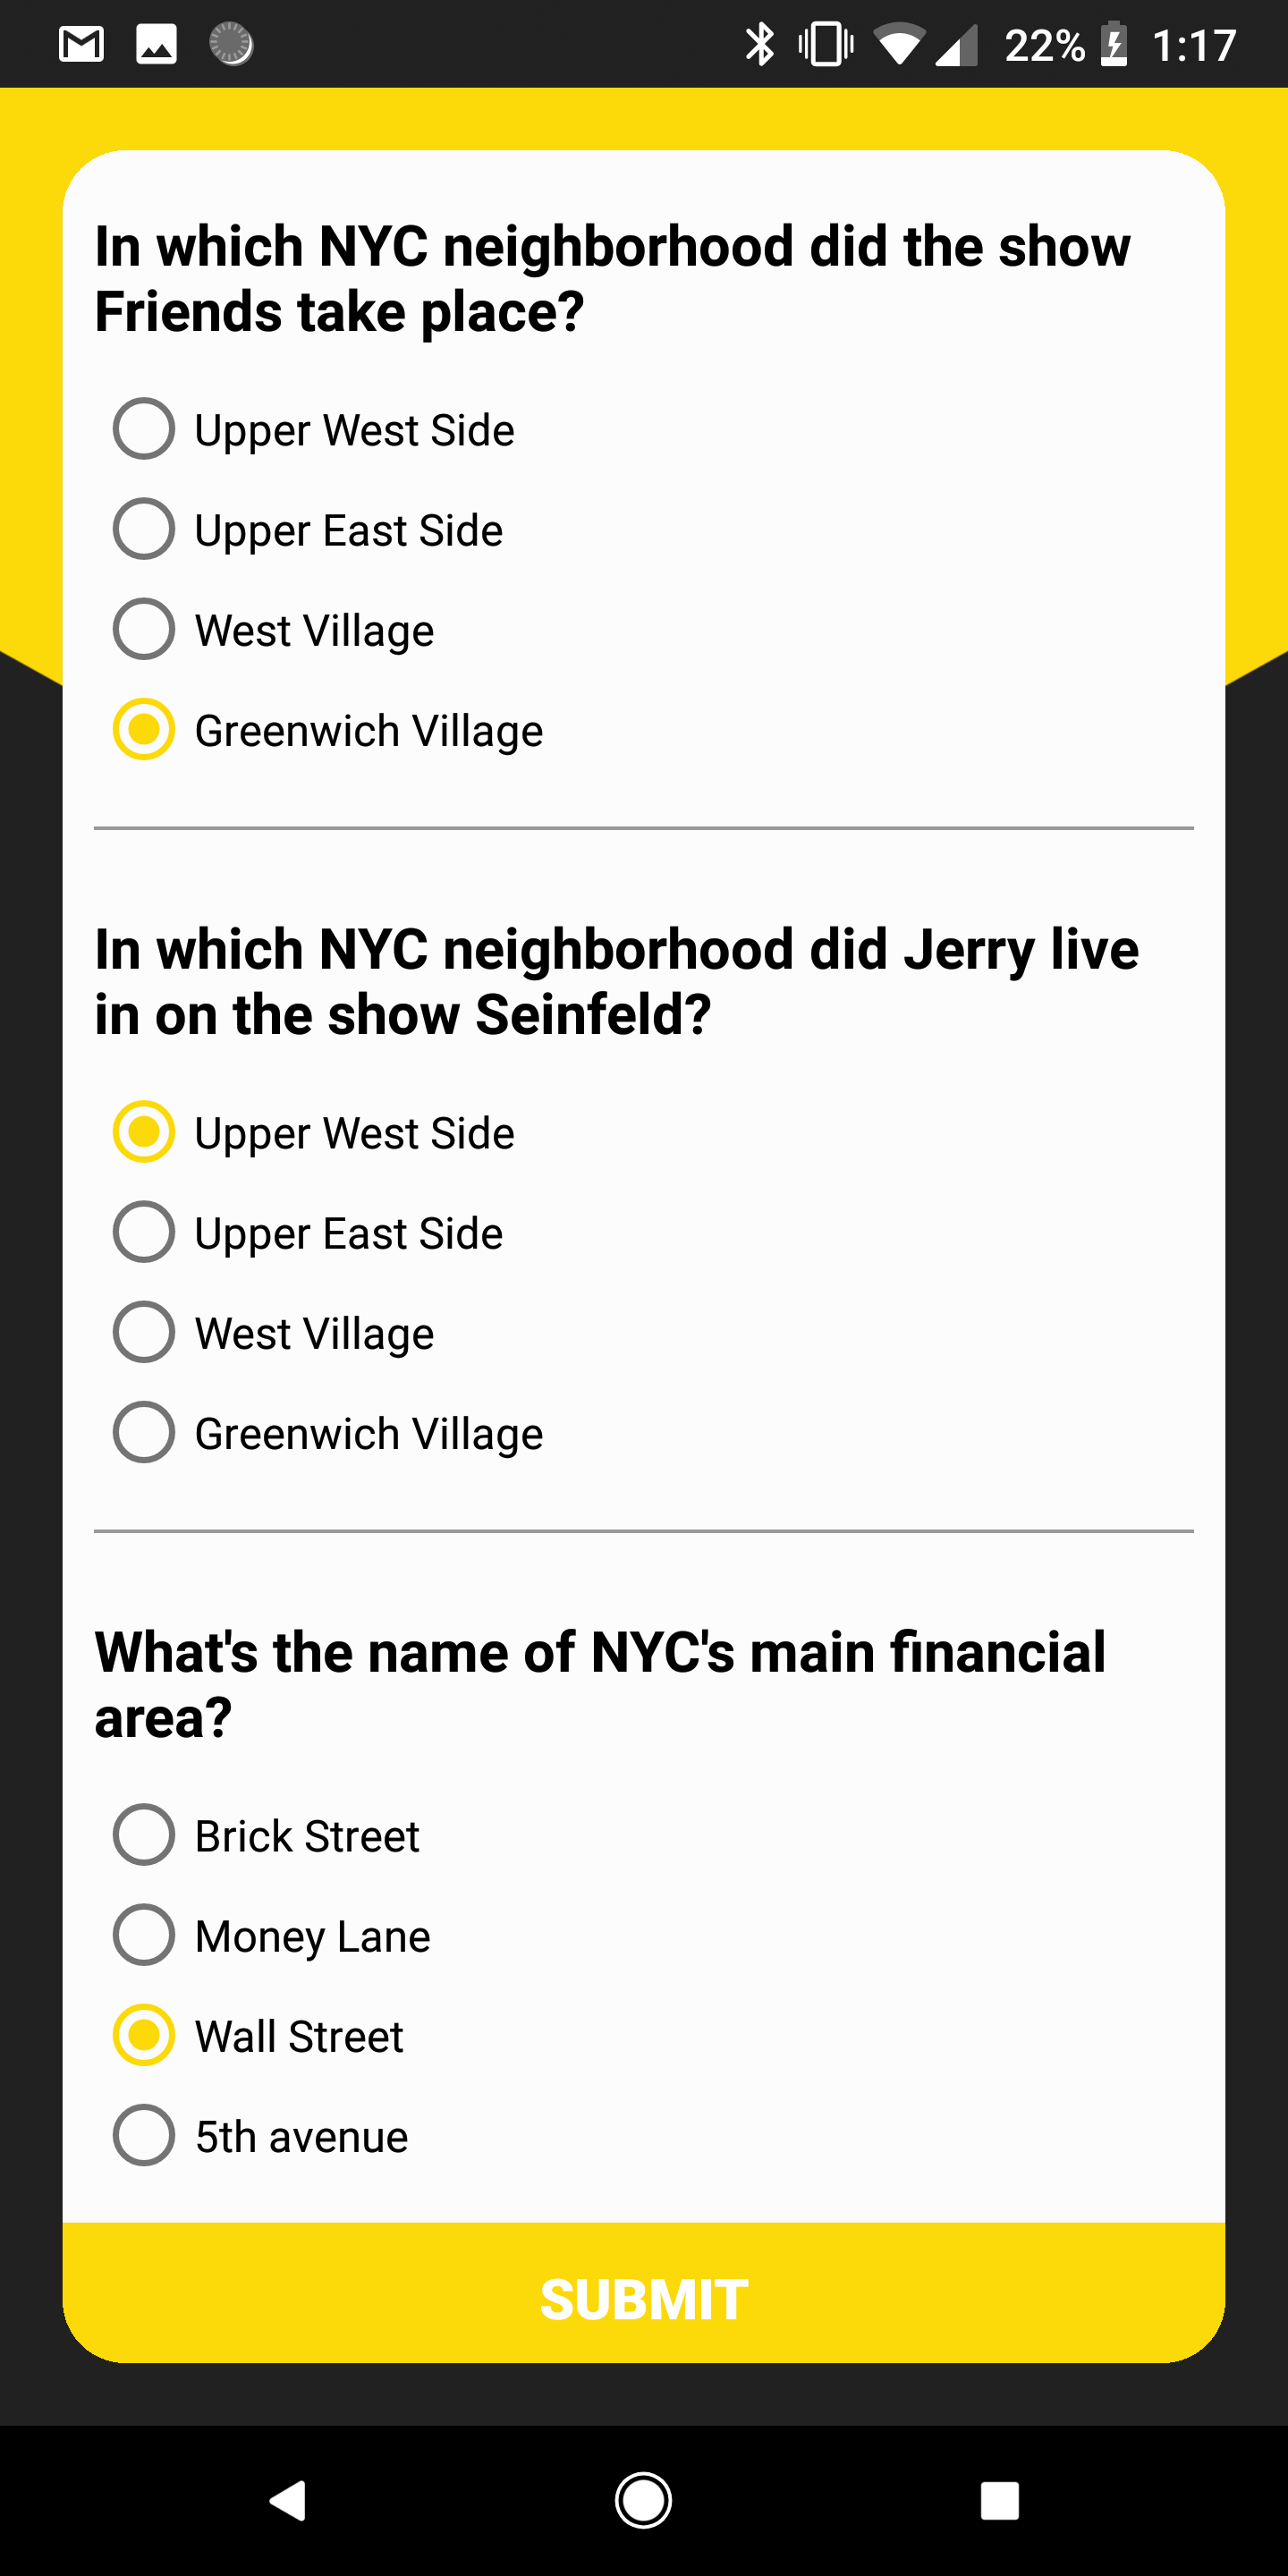 22% 1:17
In which NYC neighborhood did the show
Friends take place?
Upper West Side
Upper East Side
West Village
Greenwich Village
In which NYC neighborhood did Jerry live
in on the show Seinfeld?
Upper West Side
Upper East Side
West Village
Greenwich Village
What's the name of NYC's main financial
area?
Brick Street
Money Lane
Wall Street
5th avenue
SUBMIT